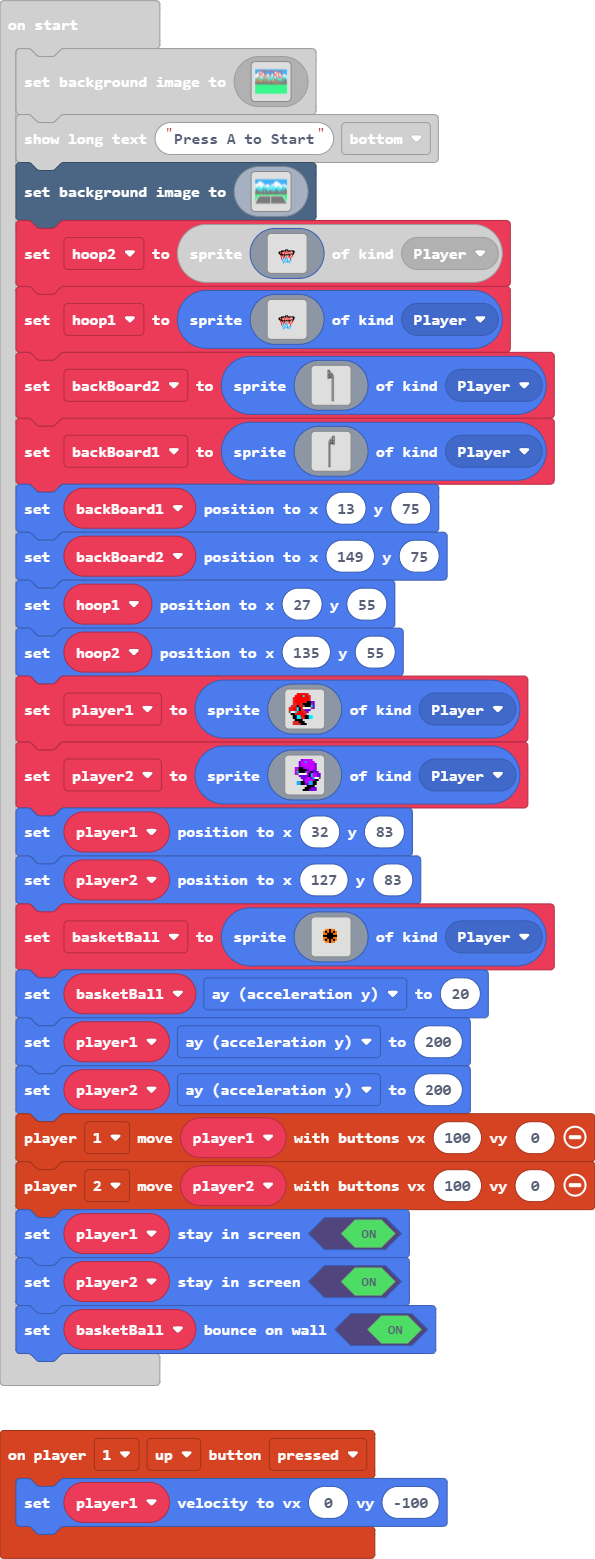 on start
set background image to
show long text "Press A to Start" bottom
set background image to
set hoop2 to sprite of kind Player
set hoop1 to sprite of kind Player
set backBoard2 to sprite of kind Player
set backBoard1 to sprite of kind Player
set backBoard1 position to x 13 y 75
set backBoard2 position to x 149 y 75
set hoop1 position to x 27 y 55
set hoop2 position to x 135 y 55
set player1 to sprite of kind Player
set player2 to sprite of kind Player
set player1 position to x 32 y 83
set player2 position to x 127 y 83
set basketBall to sprite of kind Player
set basketBall ay (acceleration y) to 20
set player1 ay (acceleration y) to 200
set player2 ay (acceleration y) to 200
player 1 move player1 with buttons vx 100 vy 0
player 2 move player2 with buttons vx 100 vy 0
set player1 stay in screen ON
set player2 stay in screen ON
set basketBall bounce on wall ON
on player 1 up button pressed
set player1 velocity to vx 0 vy -100